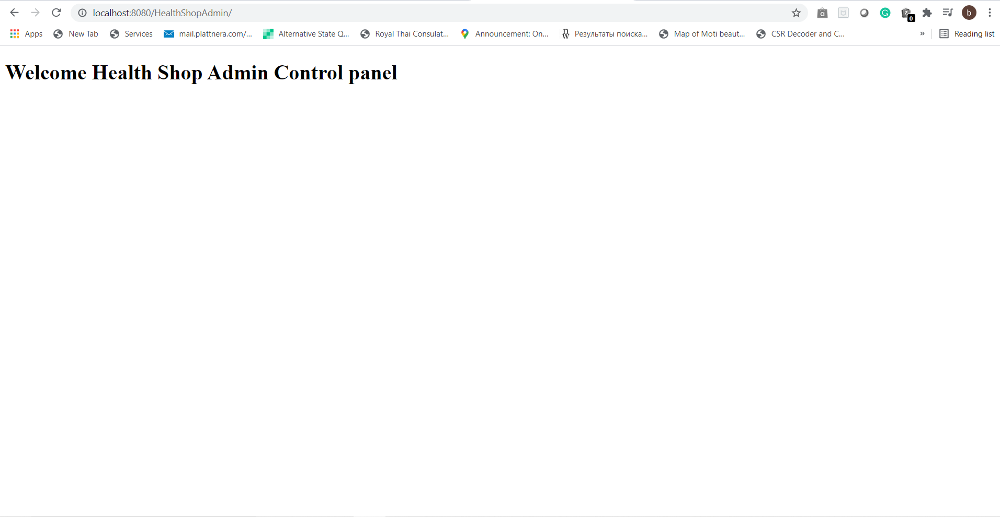 localhost:8080/HealthShopAdmin/
0
b
Apps New Tab Services mail.plattnera.com/... Alternative State Q... Royal Thai Consulat... Announcement: On... Результаты поиска... Map of Moti beaut... CSR Decoder and C... » Reading list
Welcome Health Shop Admin Control panel